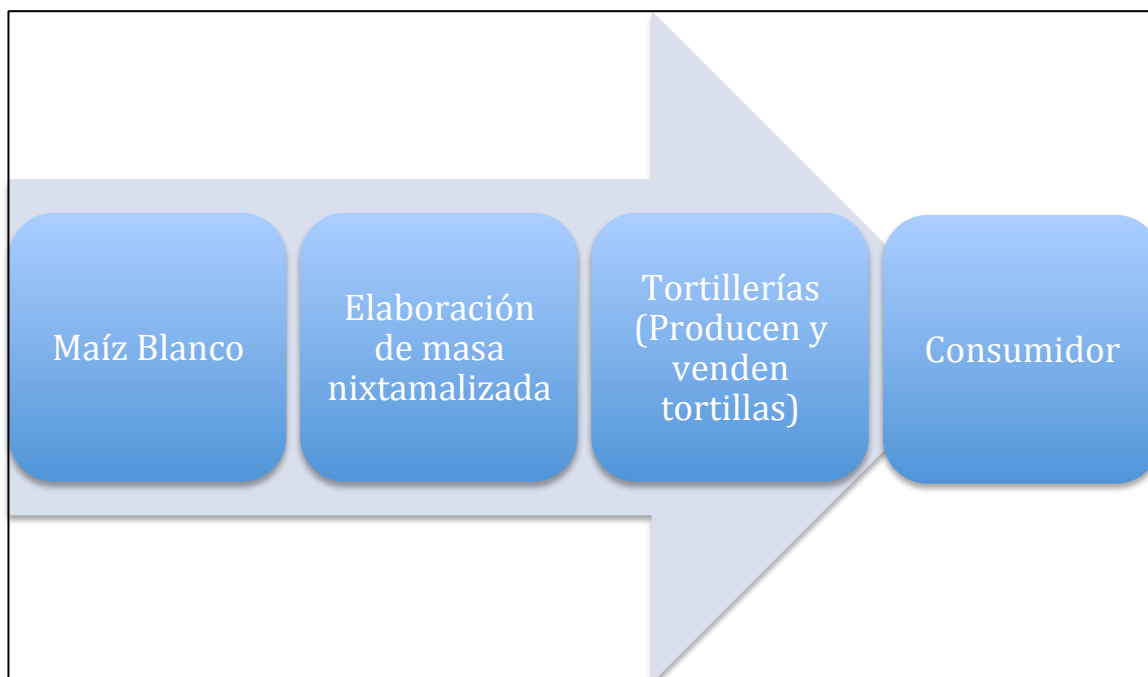 Maíz Blanco
Elaboración
de masa
nixtamalizada
Tortillerías
(Producen y
venden
tortillas)
Consumidor